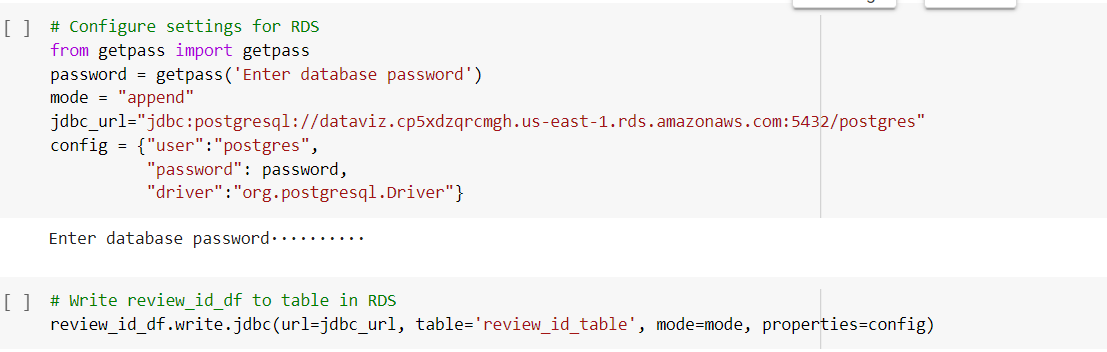 [ ] # Configure settings for RDS
from getpass import getpass
password = getpass('Enter database password')
mode = "append"
jdbc_url="jdbc:postgresql://dataviz.cp5xdzqrcmgh.us-east-1.rds.amazonaws.com:5432/postgres"
config = {"user":"postgres",
"password": password,
"driver":"org.postgresql.Driver"}
Enter database password··········
[ ] # Write review_id_df to table in RDS
review_id_df.write.jdbc(url=jdbc_url, table='review_id_table', mode=mode, properties=config)